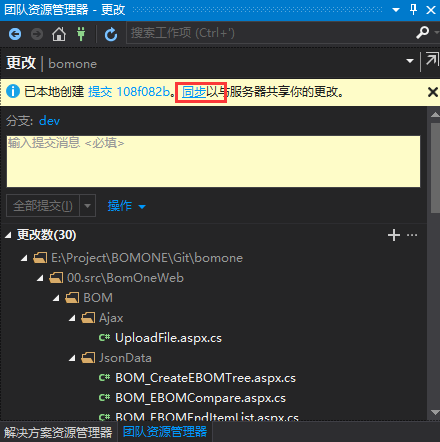 团队资源管理器 - 更改
搜索工作项 (Ctrl+')
更改 | bomone
已本地创建 提交 108f082b。同步以与服务器共享你的更改。
分支: dev
输入提交消息 <必填>
全部提交(I) 操作
更改数(30)
E:\Project\BOMONE\Git\bomone
00.src\BomOneWeb
BOM
Ajax
UploadFile.aspx.cs
JsonData
BOM_CreateEBOMTree.aspx.cs
BOM_EBOMCompare.aspx.cs
BOM_EBOMEndItemList.aspx.cs
解决方案资源管理器 团队资源管理器